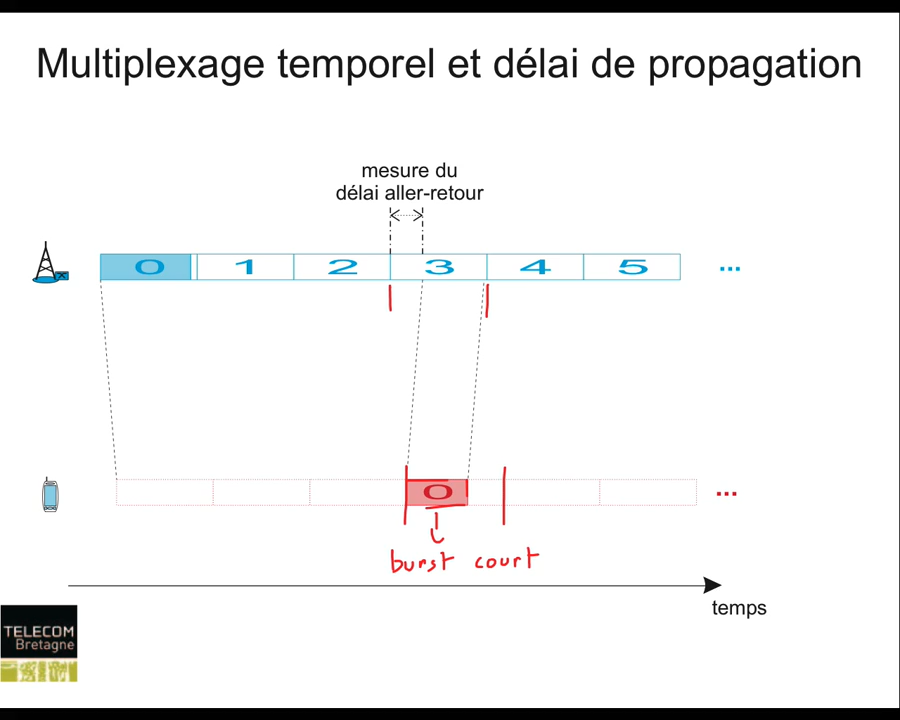 Multiplexage temporel et délai de propagation
mesure du
délai aller-retour
0 1 2 3 4 5 ...
0 ...
burst court
temps
TELECOM
Bretagne